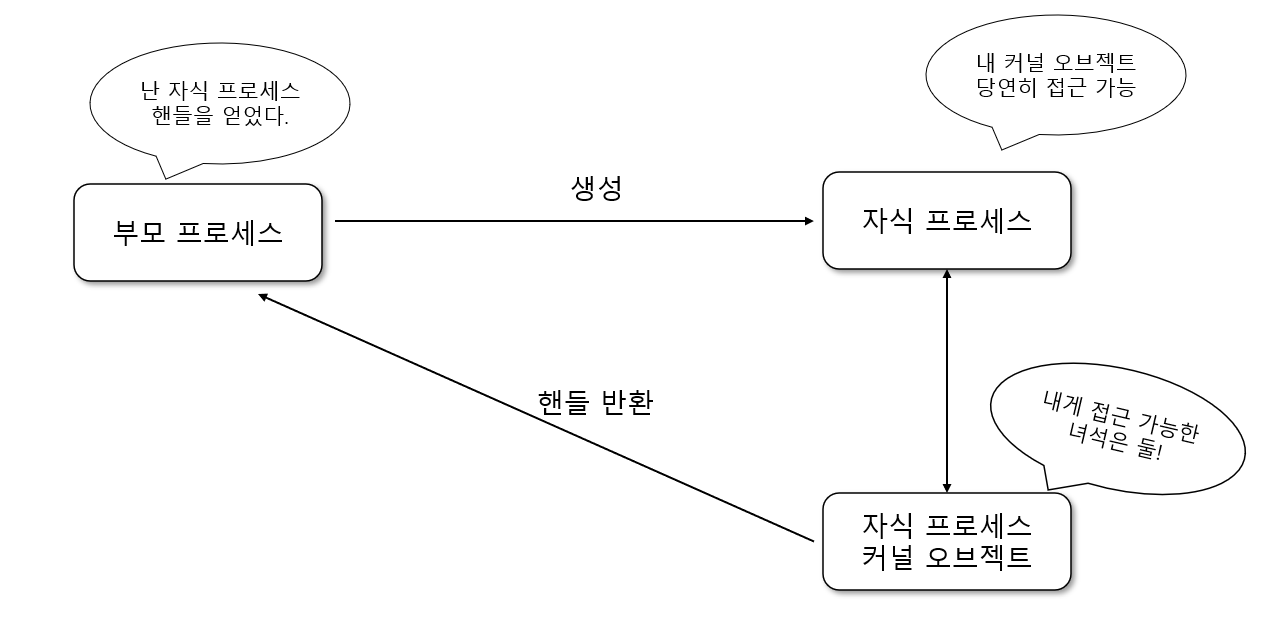 난 자식 프로세스
핸들을 얻었다.
내 커널 오브젝트
당연히 접근 가능
생성
부모 프로세스
자식 프로세스
핸들 반환
내게 접근 가능한
녀석은 둘!
자식 프로세스
커널 오브젝트